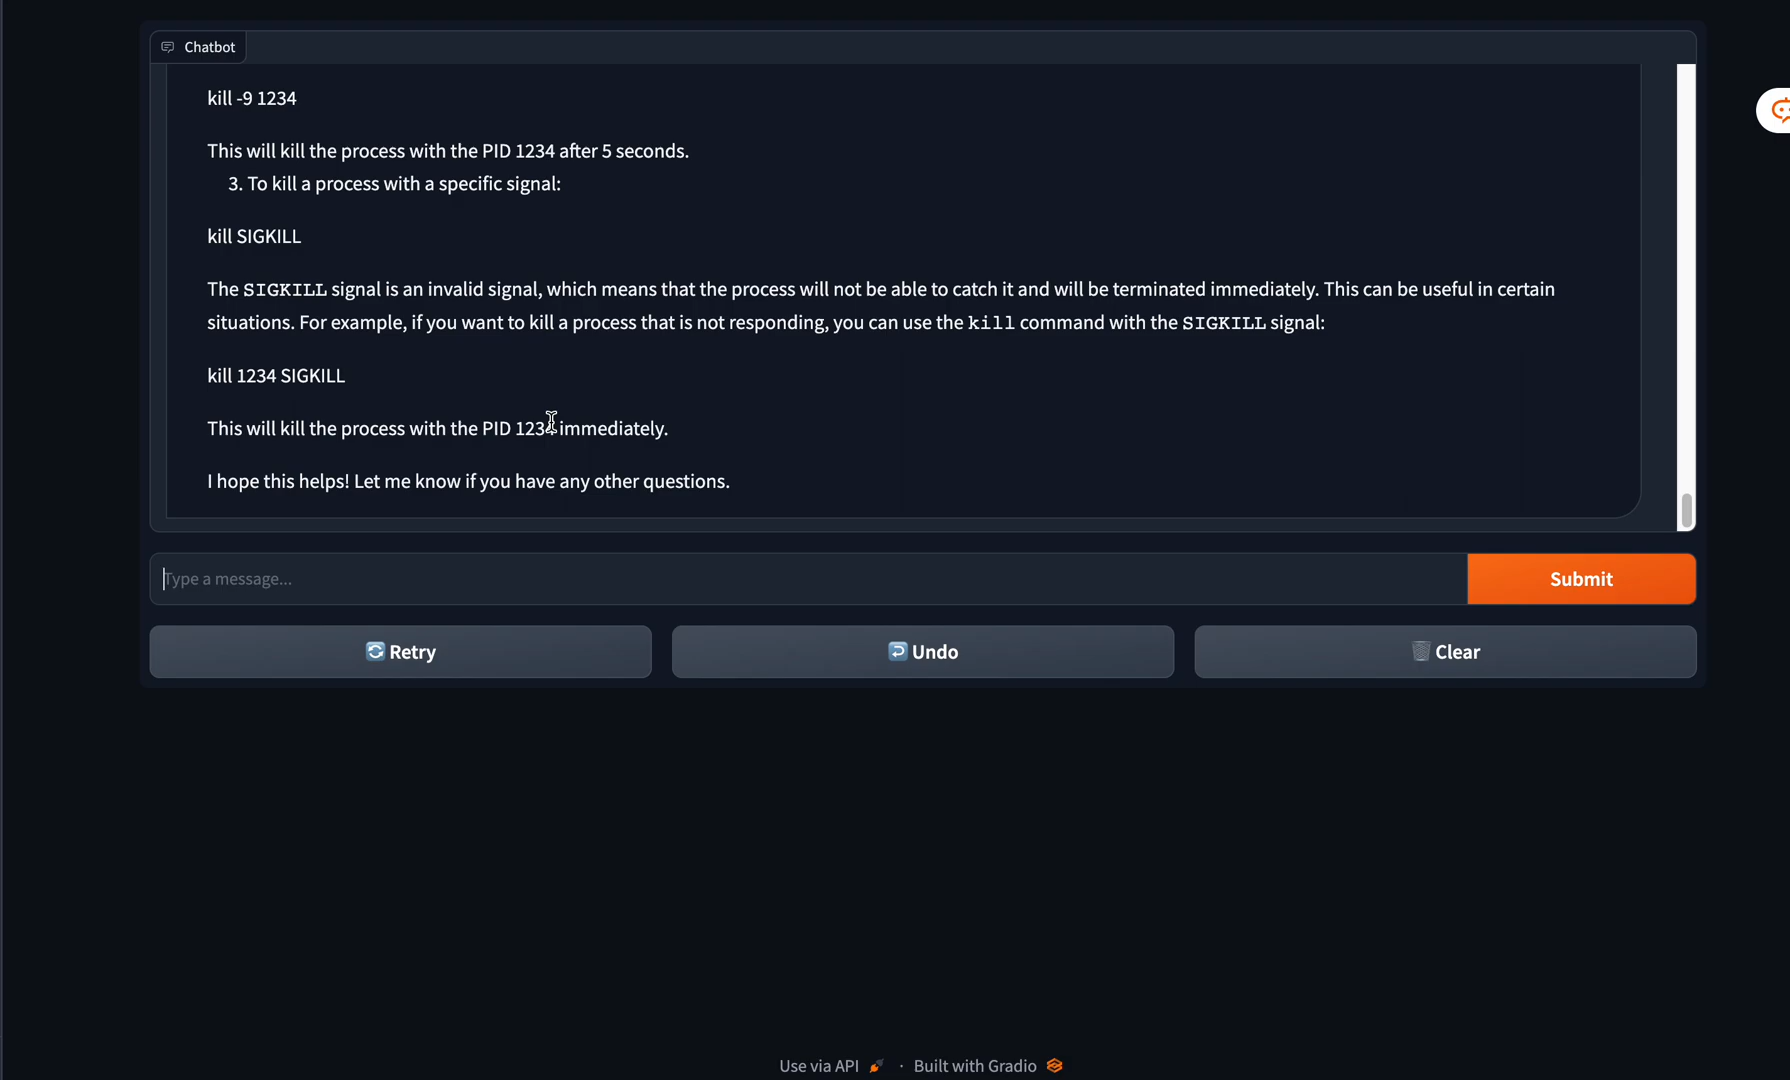 Chatbot
kill -9 1234
This will kill the process with the PID 1234 after 5 seconds.
3. To kill a process with a specific signal:
kill SIGKILL
The SIGKILL signal is an invalid signal, which means that the process will not be able to catch it and will be terminated immediately. This can be useful in certain
situations. For example, if you want to kill a process that is not responding, you can use the kill command with the SIGKILL signal:
kill 1234 SIGKILL
This will kill the process with the PID 1234 immediately.
I hope this helps! Let me know if you have any other questions.
Type a message...
Submit
Retry
Undo
Clear
Use via API · Built with Gradio